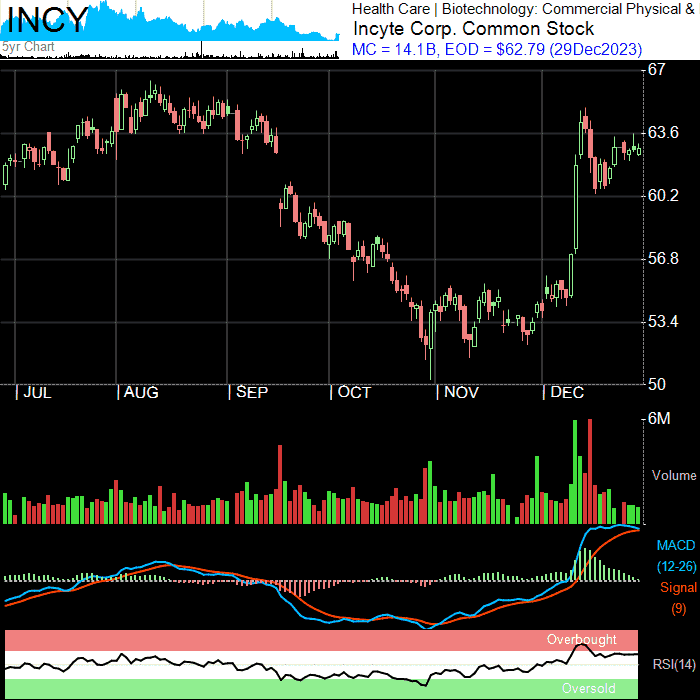 INCY
5yr Chart
Health Care | Biotechnology: Commercial Physical &
Incyte Corp. Common Stock
MC = 14.1B, EOD = $62.79 (29Dec2023)
67
63.6
60.2
56.8
53.4
50
| JUL | AUG | SEP | OCT | NOV | DEC
6M
Volume
MACD
(12-26)
Signal
(9)
Overbought
RSI(14)
Oversold